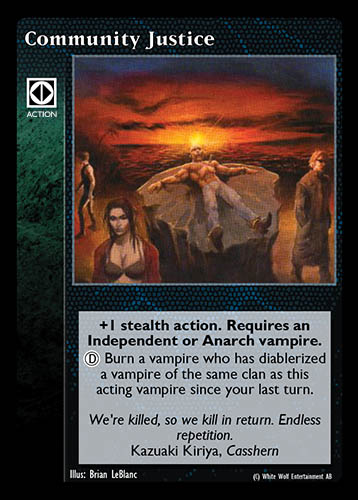 Community Justice
ACTION
+1 stealth action. Requires an
Independent or Anarch vampire.
Ⓓ Burn a vampire who has diablerized
a vampire of the same clan as this
acting vampire since your last turn.
We're killed, so we kill in return. Endless
repetition.
Kazuaki Kiriya, Casshern
Illus: Brian LeBlanc
(C) White Wolf Entertainment AB